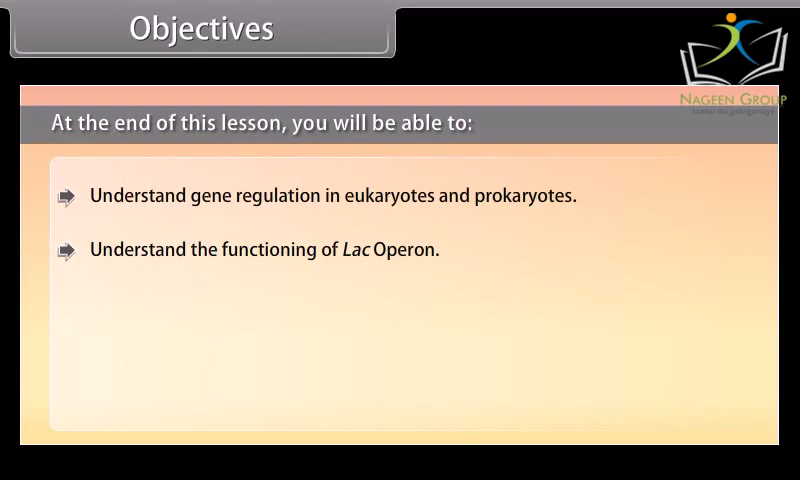 Objectives
NAGEEN GROUP
At the end of this lesson, you will be able to:
Understand gene regulation in eukaryotes and prokaryotes.
Understand the functioning of Lac Operon.